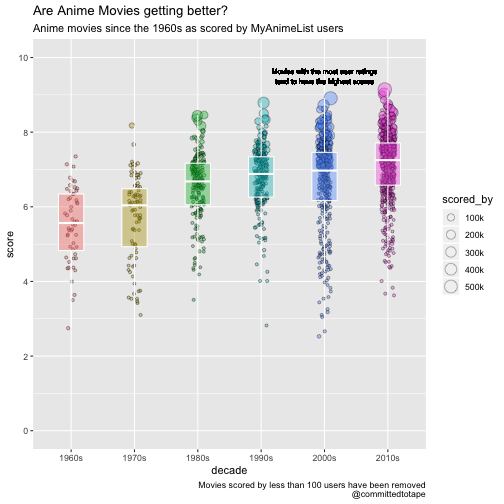 Are Anime Movies getting better?
Anime movies since the 1960s as scored by MyAnimeList users
10
Movies with the most user ratings
tend to have the highest scores
8
6
4
2
0
score
1960s 1970s 1980s 1990s 2000s 2010s
decade
scored_by
100k
200k
300k
400k
500k
Movies scored by less than 100 users have been removed
@committedtotape